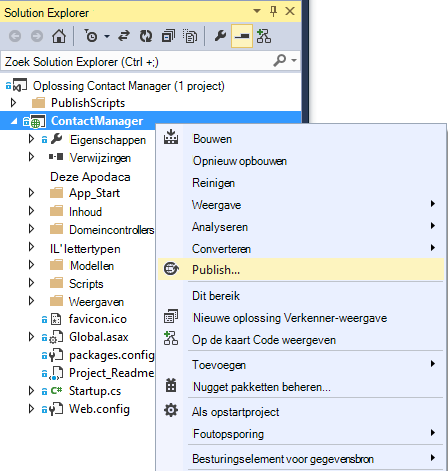 Solution Explorer
Zoek Solution Explorer (Ctrl +;)
Oplossing Contact Manager (1 project)
PublishScripts
ContactManager
Eigenschappen
Verwijzingen
Deze Apodaca
App_Start
Inhoud
Domeincontrollers
IL' lettertypen
Modellen
Scripts
Weergaven
favicon.ico
Global.asax
packages.config
Project_Readme
Startup.cs
Web.config
Bouwen
Opnieuw opbouwen
Reinigen
Weergave
Analyseren
Converteren
Publish...
Dit bereik
Nieuwe oplossing Verkenner-weergave
Op de kaart Code weergeven
Toevoegen
Nugget pakketten beheren...
Als opstartproject
Foutopsporing
Besturingselement voor gegevensbron